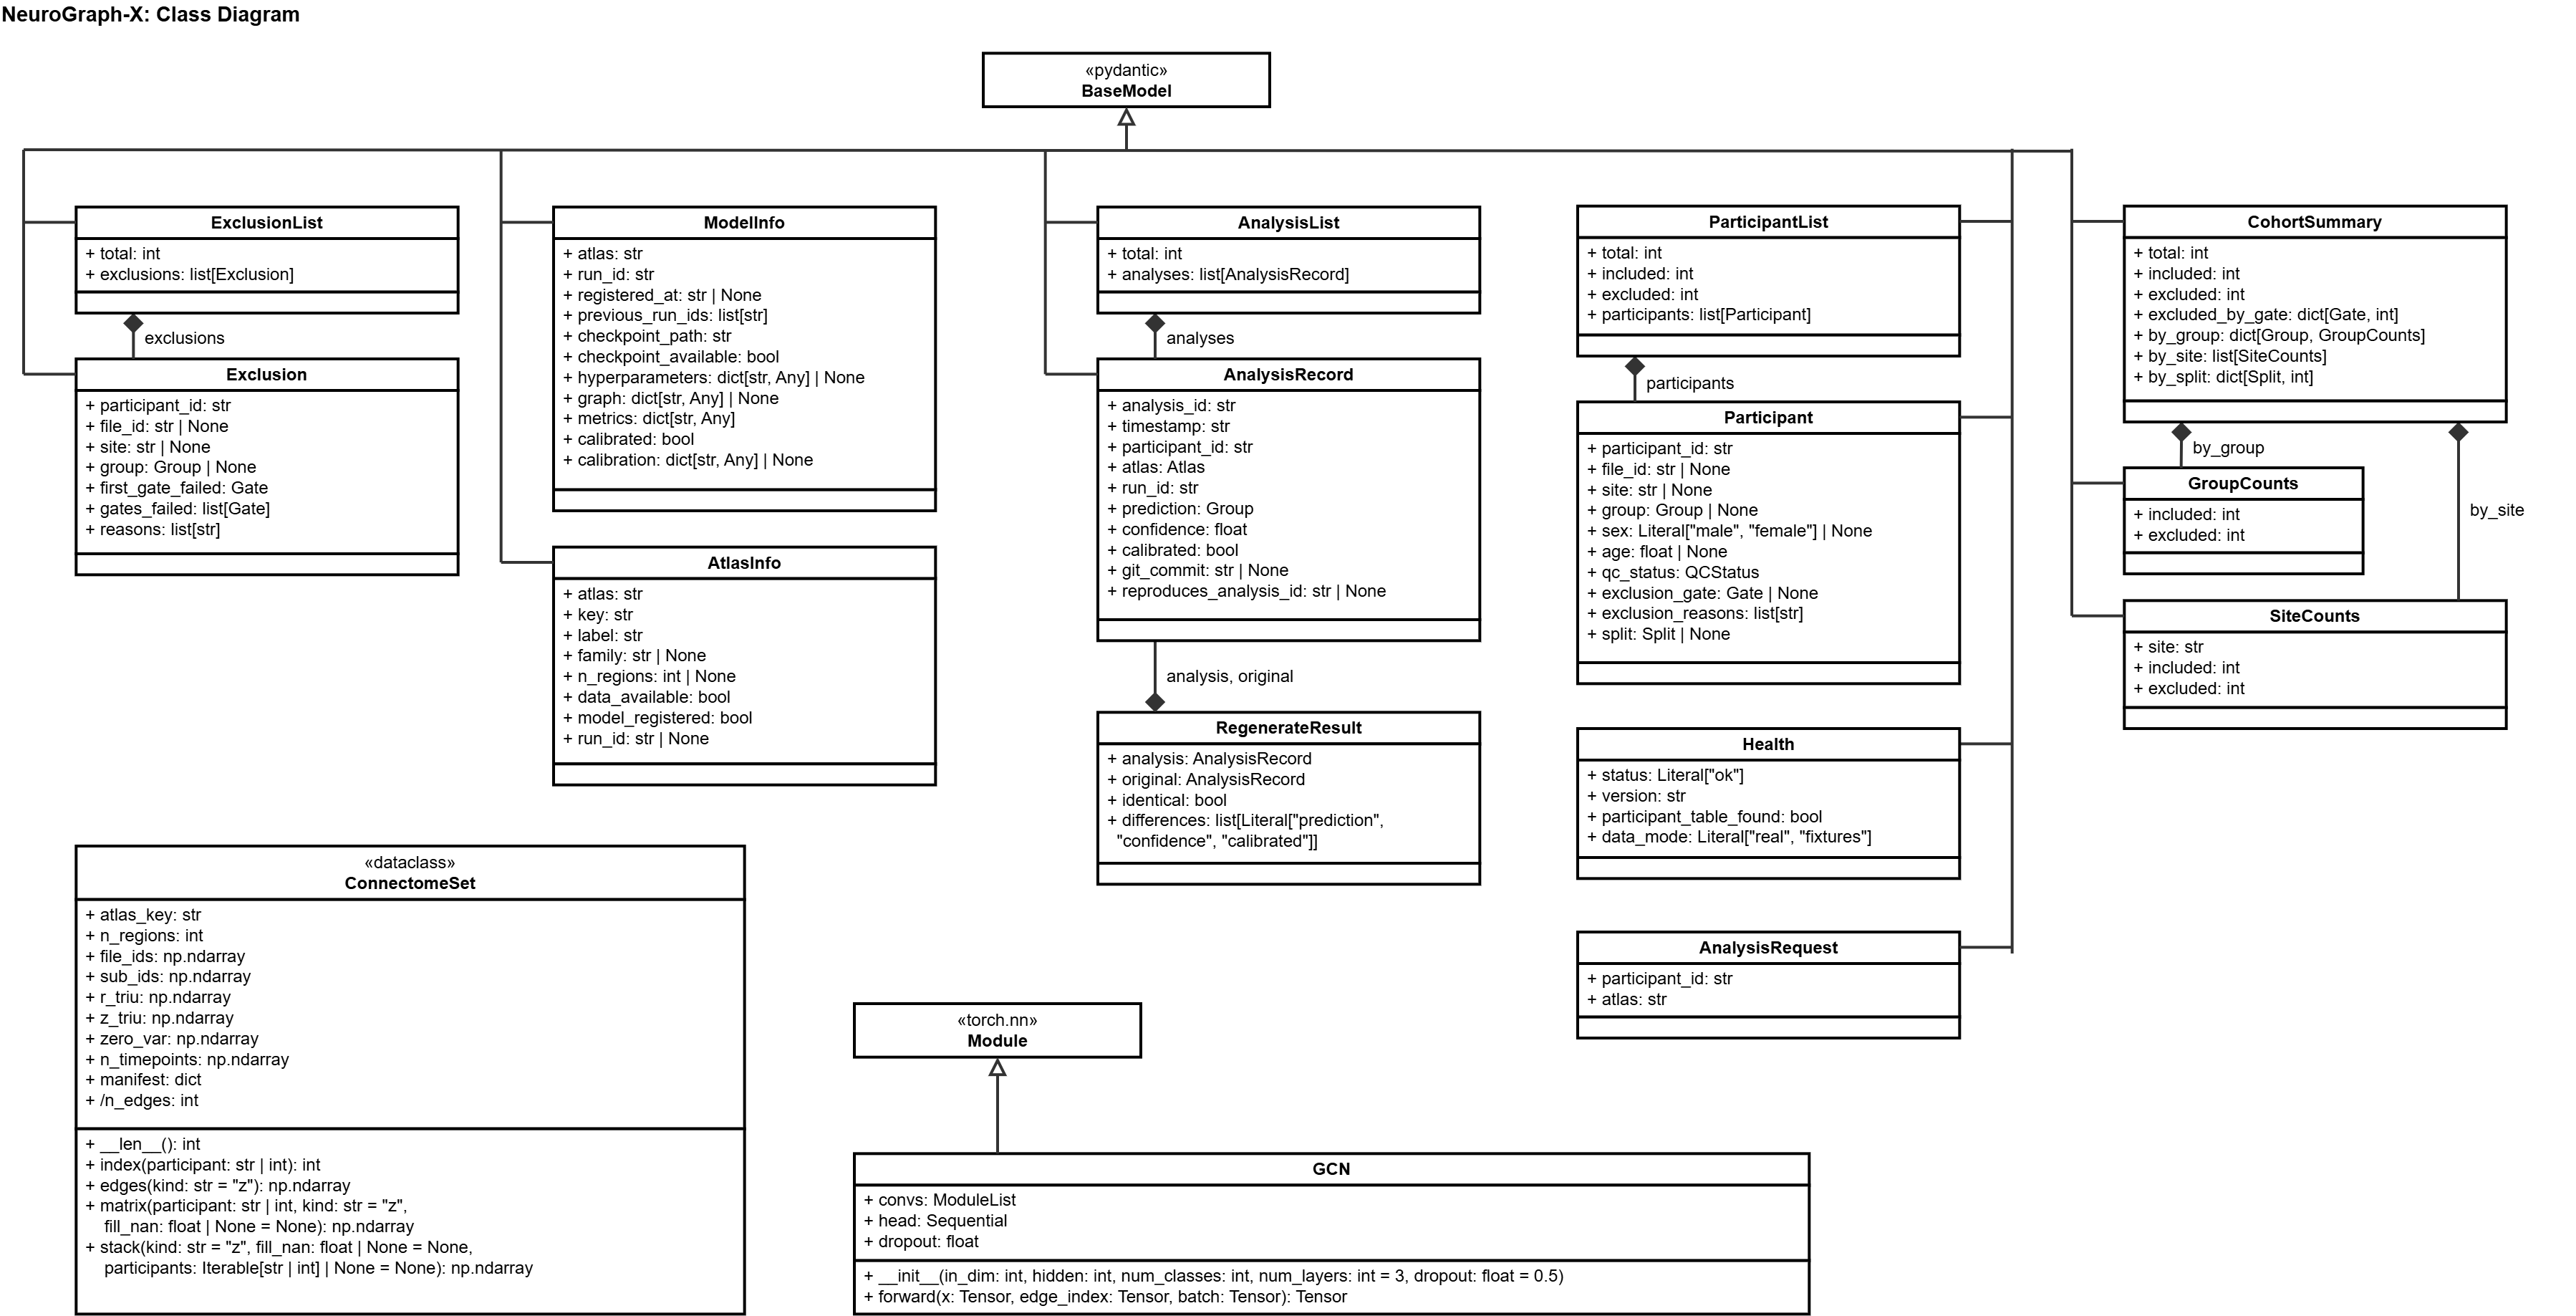 NeuroGraph-X: Class Diagram
«pydantic»
BaseModel
ExclusionList
+ total: int
+ exclusions: list[Exclusion]
exclusions
Exclusion
+ participant_id: str
+ file_id: str | None
+ site: str | None
+ group: Group | None
+ first_gate_failed: Gate
+ gates_failed: list[Gate]
+ reasons: list[str]
ModelInfo
+ atlas: str
+ run_id: str
+ registered_at: str | None
+ previous_run_ids: list[str]
+ checkpoint_path: str
+ checkpoint_available: bool
+ hyperparameters: dict[str, Any] | None
+ graph: dict[str, Any] | None
+ metrics: dict[str, Any]
+ calibrated: bool
+ calibration: dict[str, Any] | None
AtlasInfo
+ atlas: str
+ key: str
+ label: str
+ family: str | None
+ n_regions: int | None
+ data_available: bool
+ model_registered: bool
+ run_id: str | None
AnalysisList
+ total: int
+ analyses: list[AnalysisRecord]
analyses
AnalysisRecord
+ analysis_id: str
+ timestamp: str
+ participant_id: str
+ atlas: Atlas
+ run_id: str
+ prediction: Group
+ confidence: float
+ calibrated: bool
+ git_commit: str | None
+ reproduces_analysis_id: str | None
analysis, original
RegenerateResult
+ analysis: AnalysisRecord
+ original: AnalysisRecord
+ identical: bool
+ differences: list[Literal["prediction",
"confidence", "calibrated"]]
ParticipantList
+ total: int
+ included: int
+ excluded: int
+ participants: list[Participant]
participants
Participant
+ participant_id: str
+ file_id: str | None
+ site: str | None
+ group: Group | None
+ sex: Literal["male", "female"] | None
+ age: float | None
+ qc_status: QCStatus
+ exclusion_gate: Gate | None
+ exclusion_reasons: list[str]
+ split: Split | None
Health
+ status: Literal["ok"]
+ version: str
+ participant_table_found: bool
+ data_mode: Literal["real", "fixtures"]
AnalysisRequest
+ participant_id: str
+ atlas: str
CohortSummary
+ total: int
+ included: int
+ excluded: int
+ excluded_by_gate: dict[Gate, int]
+ by_group: dict[Group, GroupCounts]
+ by_site: list[SiteCounts]
+ by_split: dict[Split, int]
by_group
by_site
GroupCounts
+ included: int
+ excluded: int
SiteCounts
+ site: str
+ included: int
+ excluded: int
«dataclass»
ConnectomeSet
+ atlas_key: str
+ n_regions: int
+ file_ids: np.ndarray
+ sub_ids: np.ndarray
+ r_triu: np.ndarray
+ z_triu: np.ndarray
+ zero_var: np.ndarray
+ n_timepoints: np.ndarray
+ manifest: dict
+ /n_edges: int
+ __len__(): int
+ index(participant: str | int): int
+ edges(kind: str = "z"): np.ndarray
+ matrix(participant: str | int, kind: str = "z",
fill_nan: float | None = None): np.ndarray
+ stack(kind: str = "z", fill_nan: float | None = None,
participants: Iterable[str | int] | None = None): np.ndarray
«torch.nn»
Module
GCN
+ convs: ModuleList
+ head: Sequential
+ dropout: float
+ __init__(in_dim: int, hidden: int, num_classes: int, num_layers: int = 3, dropout: float = 0.5)
+ forward(x: Tensor, edge_index: Tensor, batch: Tensor): Tensor